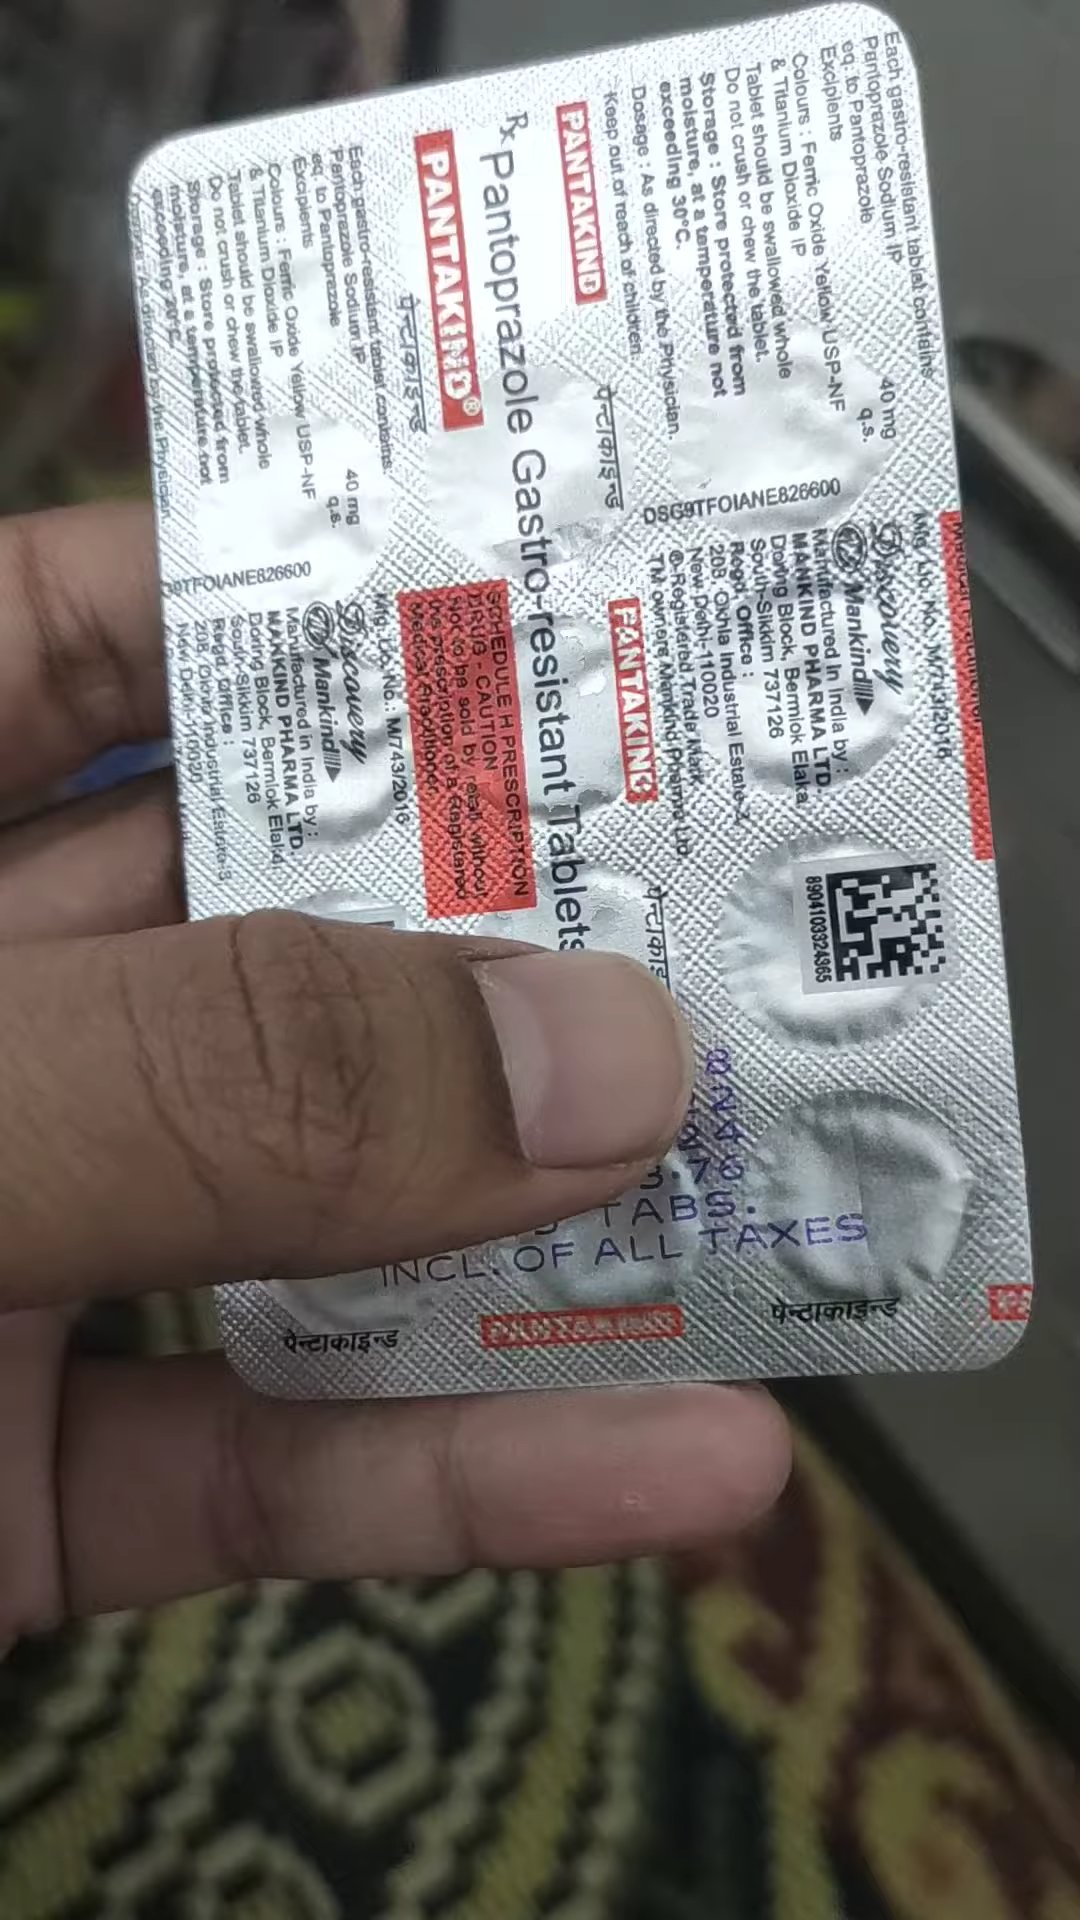 Each gastro-resistant tablet contains
Pantoprazole Sodium IP
eq. to Pantoprazole 40 mg
Excipients q.s.
Colours : Ferric Oxide Yellow USP-NF
& Titanium Dioxide IP
Tablet should be swallowed whole
Do not crush or chew the tablet.
Storage : Store protected from
moisture, at a temperature not
exceeding 30°C.
Dosage : As directed by the Physician.
Keep out of reach of children.
DSG9TFOIANE826600
Mfg. Lic. No.: M/743/2016
Discovery
Mankind
Manufactured in India by :
MANKIND PHARMA LTD.
Doring Block, Bermiok Elaka,
South-Sikkim 737126
Regd. Office :
208, Okhla Industrial Estate-3,
New Delhi-110020
®-Registered Trade Mark
TM owners Mankind Pharma Ltd.
8904103324365
PANTAKIND
पेन्टाकाइन्ड
PANTAKIND
पेन्टाकाइ
Rx Pantoprazole Gastro-resistant Tablets
PANTAKIND®
पेन्टाकाइन्ड
SCHEDULE H PRESCRIPTION
DRUG - CAUTION
Not to be sold by retail without
the prescription of a Registered
Medical Practitioner.
Each gastro-resistant tablet contains:
Pantoprazole Sodium IP
eq. to Pantoprazole 40 mg
Excipients q.s.
Colours : Ferric Oxide Yellow USP-NF
& Titanium Dioxide IP
Tablet should be swallowed whole
Do not crush or chew the tablet.
Storage : Store protected from
moisture, at a temperature not
exceeding 30°C.
As directed by the Physician
9TFOIANE826600
Mfg. Lic. No.: M/743/2016
Discovery
Mankind
Manufactured in India by :
MANKIND PHARMA LTD.
Doring Block, Bermiok Elaka,
South-Sikkim 737126
Regd. Office :
208, Okhla Industrial Estate-3,
New Delhi-110020
TABS.
INCL. OF ALL TAXES
पेन्टाकाइन्ड
PANTAKIND
पेन्टाकाइन्ड